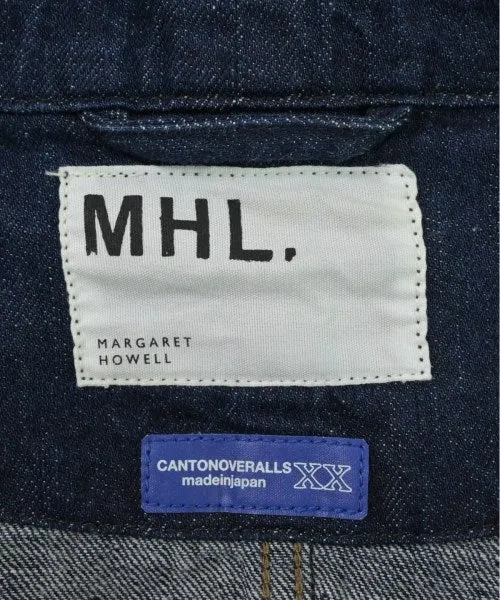 MHL.
MARGARET
HOWELL
CANTONOVERALLS XX
madeinjapan